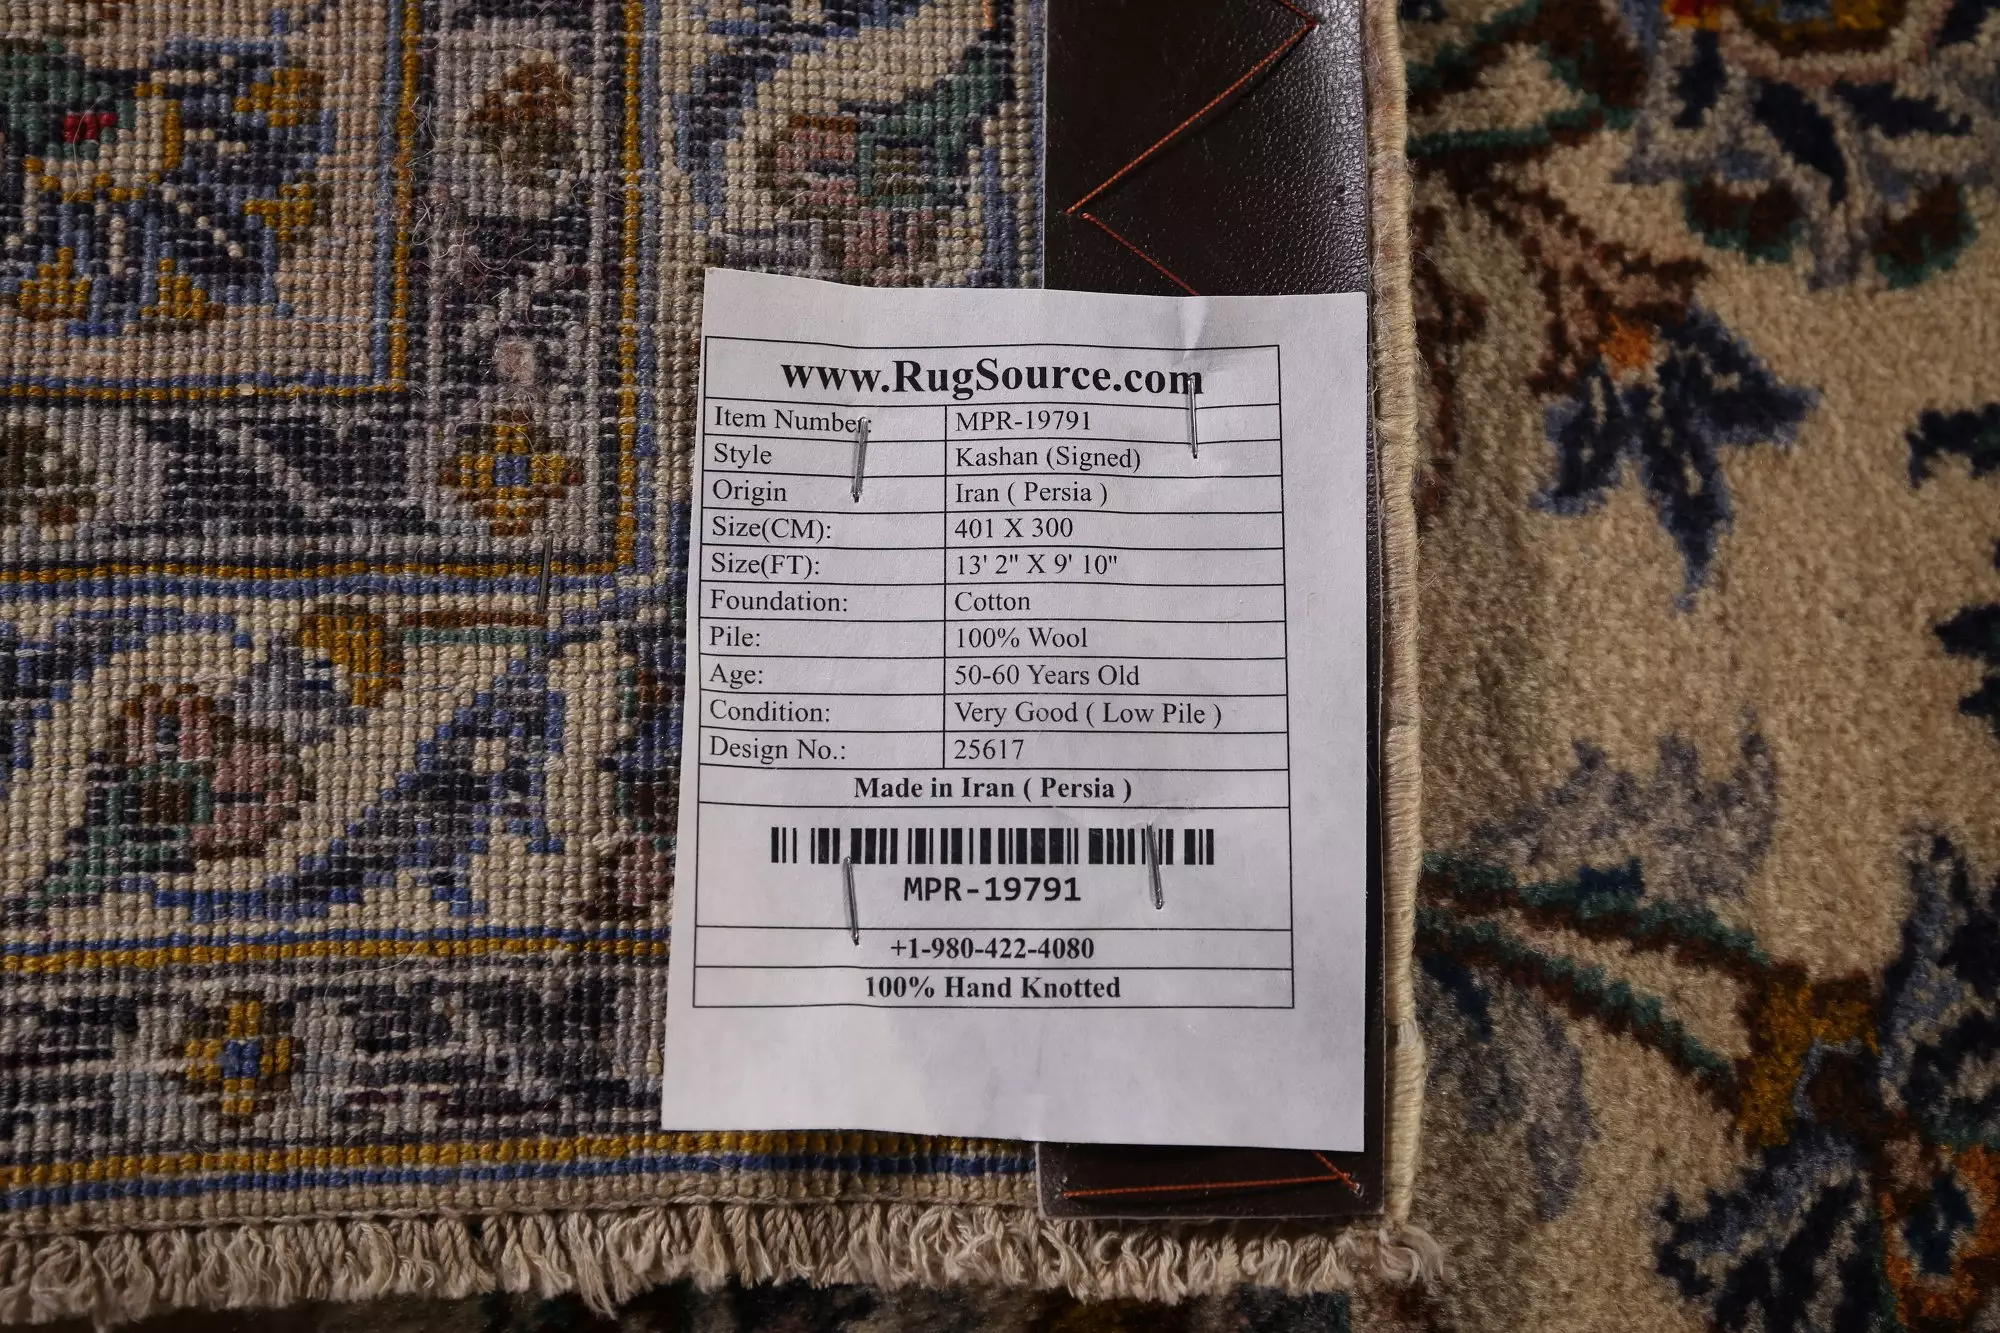 www.RugSource.com
Item Number: MPR-19791
Style Kashan (Signed)
Origin Iran ( Persia )
Size(CM): 401 X 300
Size(FT): 13' 2" X 9' 10"
Foundation: Cotton
Pile: 100% Wool
Age: 50-60 Years Old
Condition: Very Good ( Low Pile )
Design No.: 25617
Made in Iran ( Persia )
MPR-19791
+1-980-422-4080
100% Hand Knotted